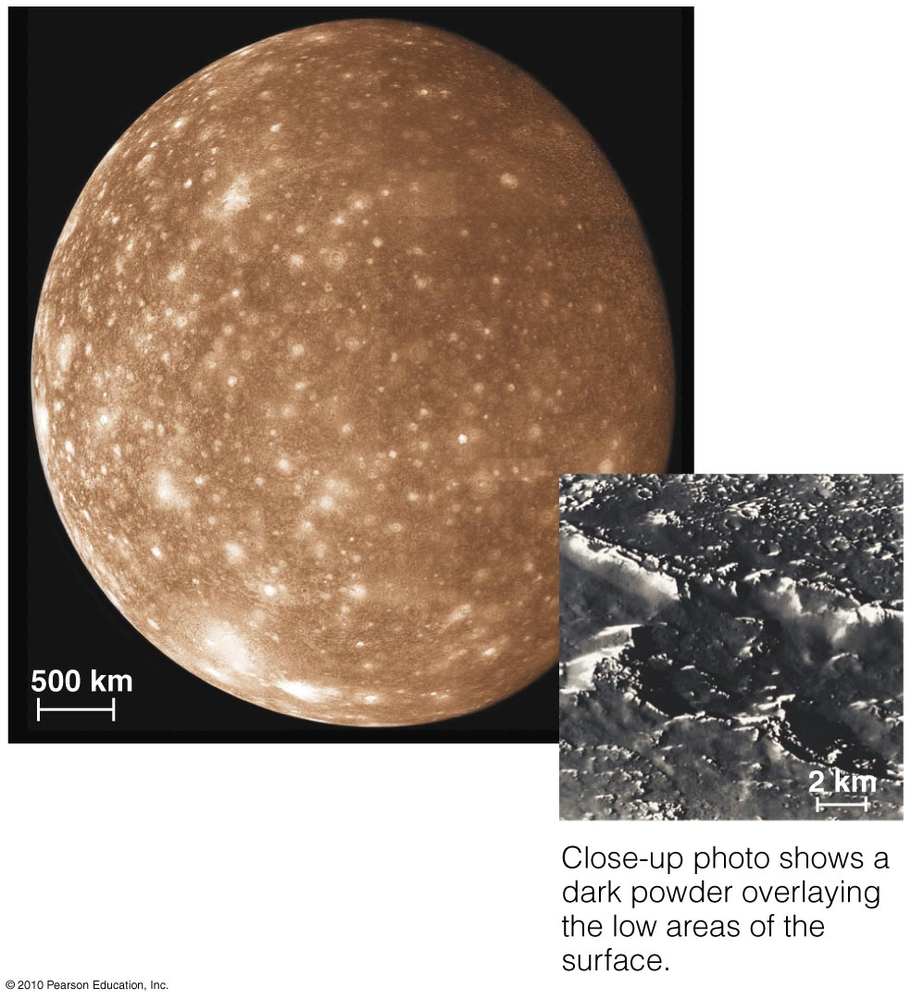 500 km
2 km
Close-up photo shows a
dark powder overlaying
the low areas of the
surface.
© 2010 Pearson Education, Inc.